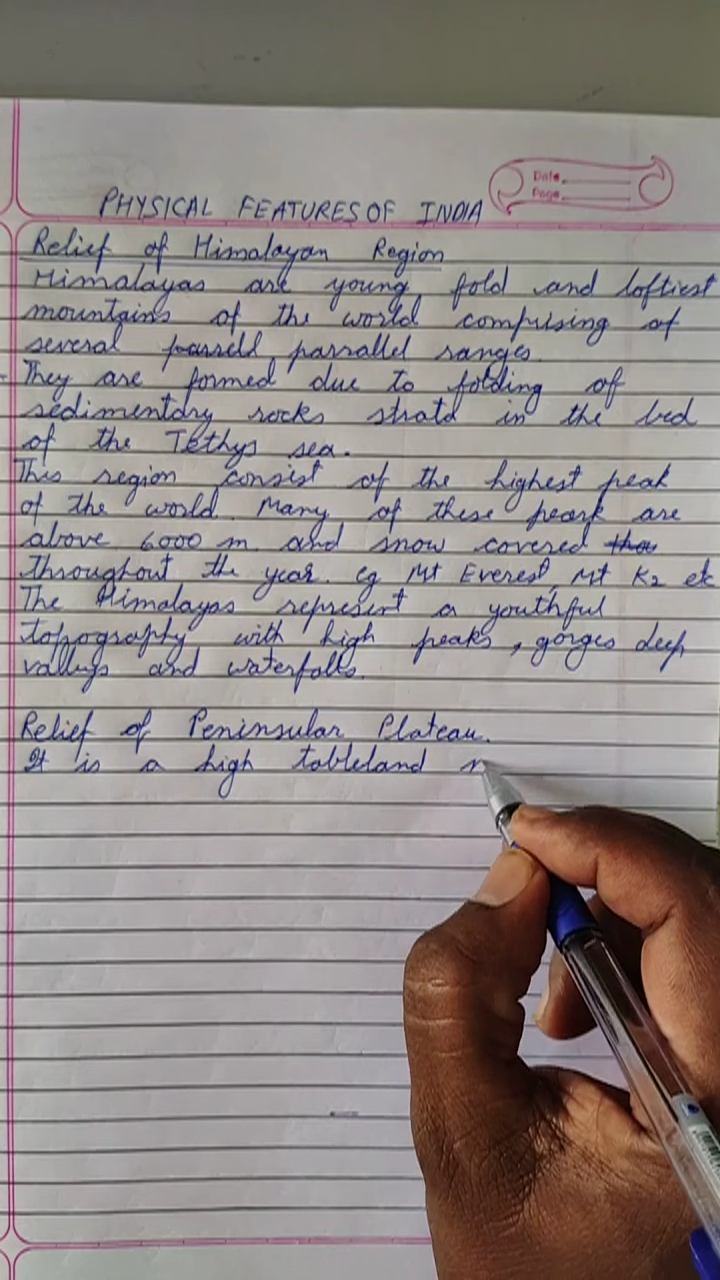 Date
Page
PHYSICAL FEATURES OF INDIA
Relief of Himalayan Region
Himalayas are young fold and loftiest
mountains of the world comprising of
several parrallel ranges.
They are formed due to folding of
sedimentary rocks strata in the bed
of the Tethys sea.
This region consist of the highest peak
of the world. Many of these peark are
above 6000 m. and snow covered
throughout the year. eg Mt Everest, Mt K2 etc
The Himalayas represent a youthful
topography with high peaks, gorges deep
valleys and waterfalls.
Relief of Peninsular Plateau.
It is a high tableland